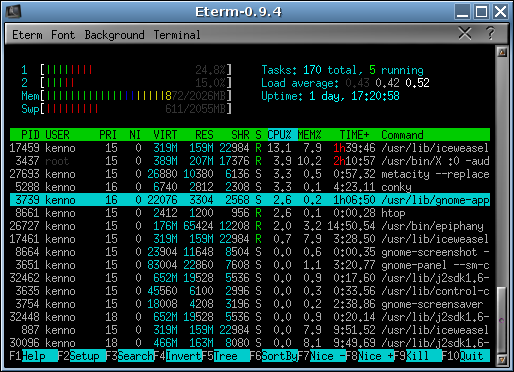 Eterm-0.9.4
Eterm Font Background Terminal
1 [||||||||| 24.8%] Tasks: 170 total, 5 running
2 [||||| 15.0%] Load average: 0.43 0.42 0.52
Mem[||||||||||||||||||||||872/2026MB] Uptime: 1 day, 17:20:58
Swp[|||||||||| 611/2055MB]
PID USER PRI NI VIRT RES SHR S CPU% MEM% TIME+ Command
17459 kenno 15 0 319M 159M 22984 R 13.1 7.9 1h39:46 /usr/lib/iceweasel
3437 root 15 0 389M 207M 17376 R 3.9 10.2 2h10:57 /usr/bin/X :0 -aud
27693 kenno 15 0 26880 10380 6136 S 3.3 0.5 0:57.32 metacity --replace
5288 kenno 16 0 6740 2812 2308 S 3.3 0.1 4:23.11 conky
3739 kenno 16 0 22076 3304 2568 S 2.6 0.2 1h06:50 /usr/lib/gnome-app
8661 kenno 15 0 2412 1200 956 R 2.0 0.1 0:00.28 htop
26727 kenno 15 0 176M 65424 12208 R 2.0 3.2 14:50.54 /usr/bin/epiphany
17461 kenno 15 0 319M 159M 22984 R 0.7 7.9 3:28.50 /usr/lib/iceweasel
8664 kenno 15 0 23904 11648 8504 S 0.0 0.6 0:00.35 gnome-screenshot -
3651 kenno 15 0 83004 22860 7608 S 0.0 1.1 3:46.44 gnome-panel --sm-c
32462 kenno 15 0 652M 19528 5536 S 0.0 0.9 0:17.60 /usr/lib/j2sdk1.6-
3635 kenno 15 0 45560 6100 2996 S 0.0 0.3 0:33.56 /usr/lib/control-c
3754 kenno 15 0 18008 4208 3196 S 0.0 0.2 0:38.86 gnome-screensaver
32448 kenno 18 0 652M 19528 5536 S 0.0 0.9 0:00.14 /usr/lib/j2sdk1.6-
887 kenno 15 0 319M 159M 22984 S 0.0 7.9 9:51.52 /usr/lib/iceweasel
30096 kenno 18 0 466M 163M 8080 S 0.0 8.1 9:49.69 /usr/lib/j2sdk1.6-
F1Help F2Setup F3SearchF4InvertF5Tree F6SortByF7Nice -F8Nice +F9Kill F10Quit